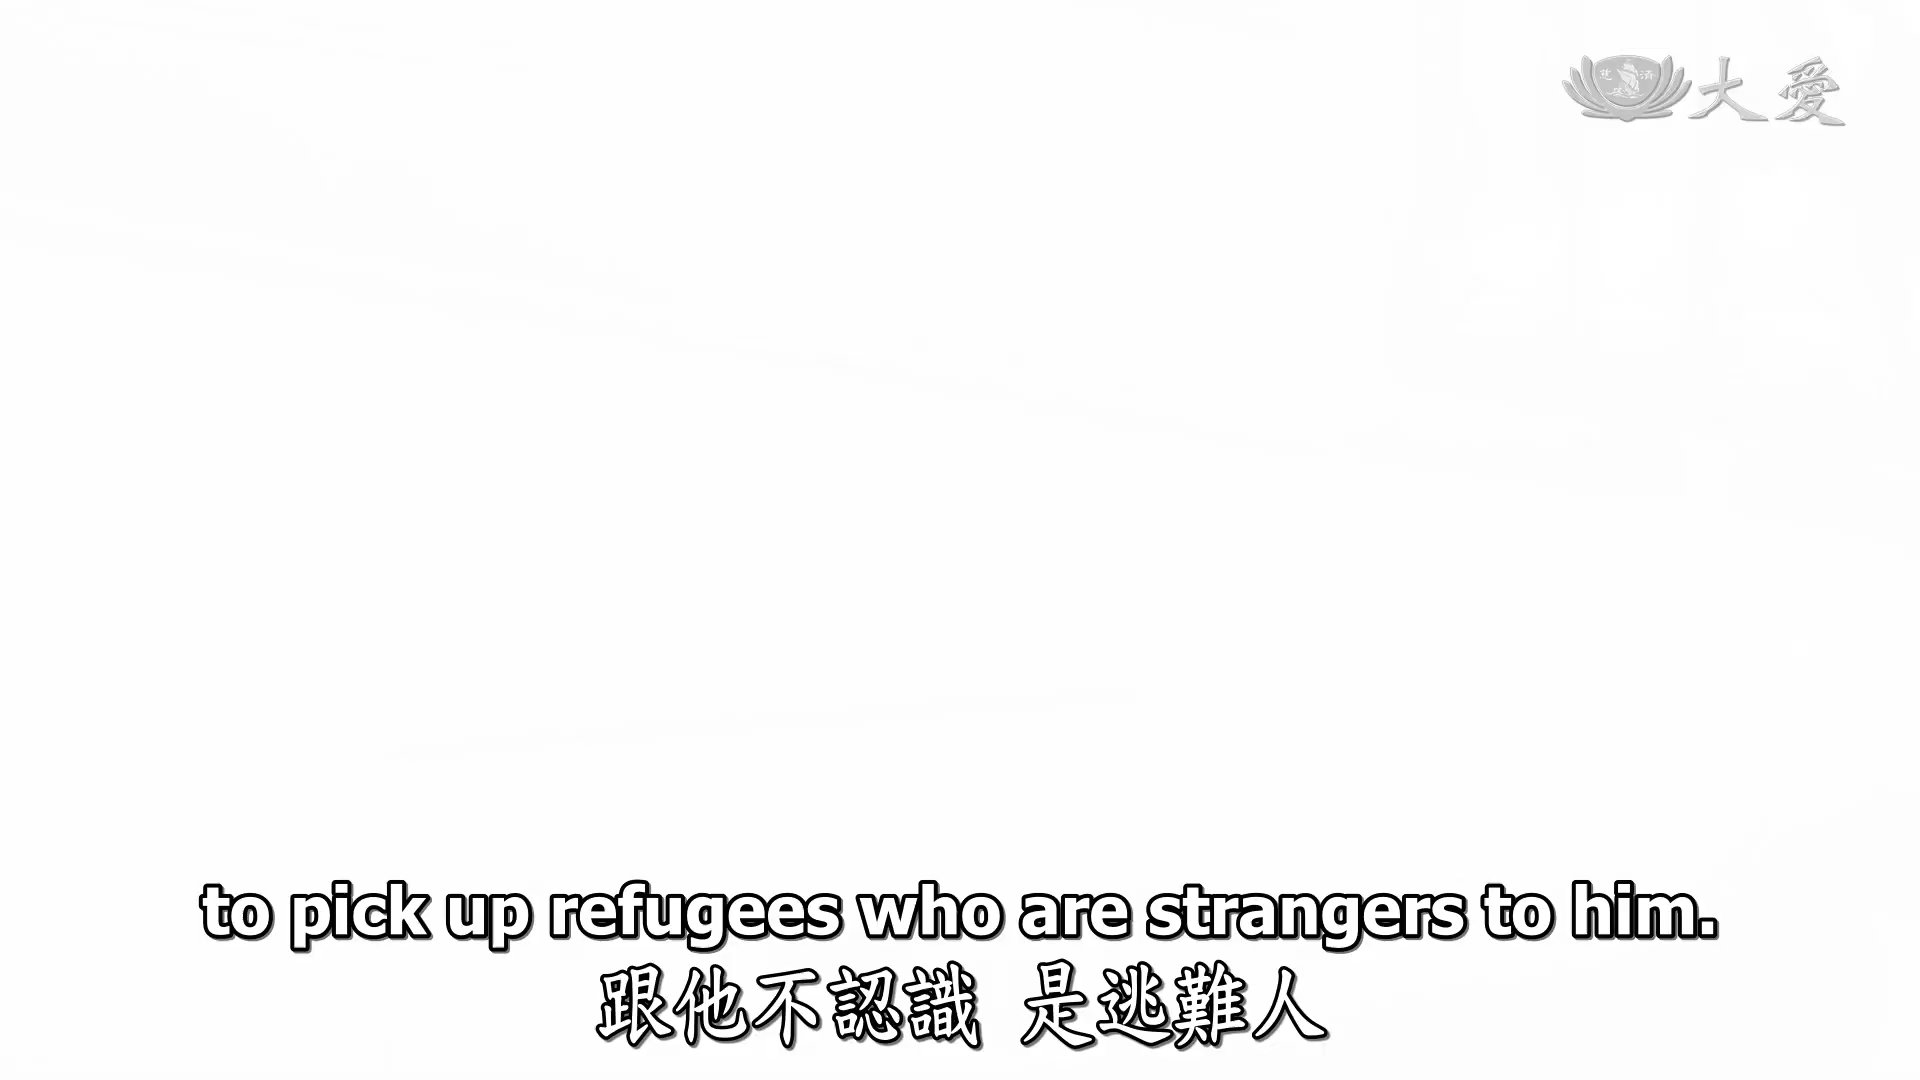 大愛
to pick up refugees who are strangers to him.
跟他不認識 是逃難人